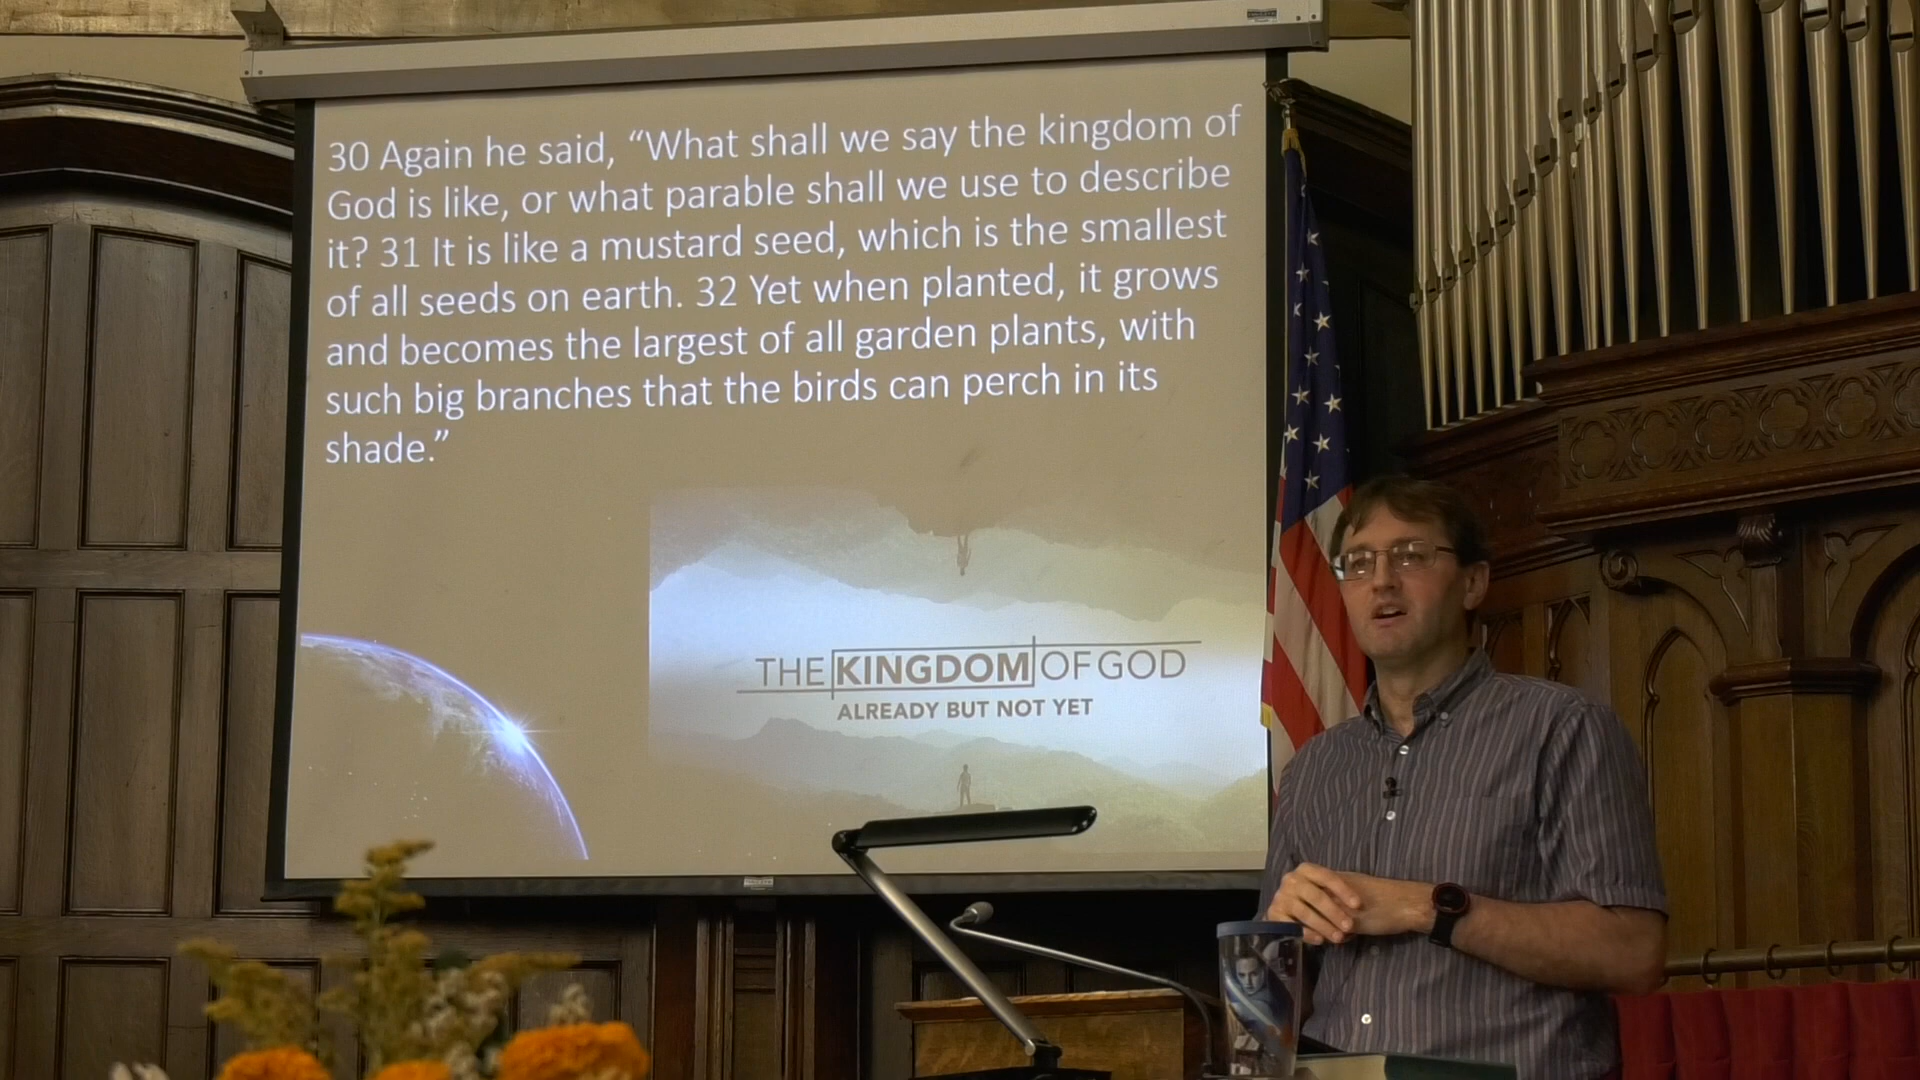 30 Again he said, “What shall we say the kingdom of
God is like, or what parable shall we use to describe
it? 31 It is like a mustard seed, which is the smallest
of all seeds on earth. 32 Yet when planted, it grows
and becomes the largest of all garden plants, with
such big branches that the birds can perch in its
shade.”
THE KINGDOM OF GOD
ALREADY BUT NOT YET